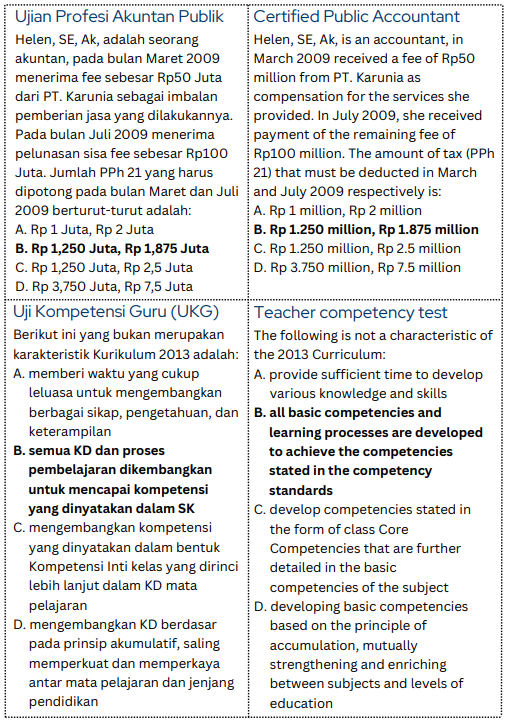 Ujian Profesi Akuntan Publik
Helen, SE, Ak, adalah seorang
akuntan, pada bulan Maret 2009
menerima fee sebesar Rp50 Juta
dari PT. Karunia sebagai imbalan
pemberian jasa yang dilakukannya.
Pada bulan Juli 2009 menerima
pelunasan sisa fee sebesar Rp100
Juta. Jumlah PPh 21 yang harus
dipotong pada bulan Maret dan Juli
2009 berturut-turut adalah:
A. Rp 1 Juta, Rp 2 Juta
B. Rp 1,250 Juta, Rp 1,875 Juta
C. Rp 1,250 Juta, Rp 2,5 Juta
D. Rp 3,750 Juta, Rp 7,5 Juta
Certified Public Accountant
Helen, SE, Ak, is an accountant, in
March 2009 received a fee of Rp50
million from PT. Karunia as
compensation for the services she
provided. In July 2009, she received
payment of the remaining fee of
Rp100 million. The amount of tax (PPh
21) that must be deducted in March
and July 2009 respectively is:
A. Rp 1 million, Rp 2 million
B. Rp 1.250 million, Rp 1.875 million
C. Rp 1.250 million, Rp 2.5 million
D. Rp 3.750 million, Rp 7.5 million
Uji Kompetensi Guru (UKG)
Berikut ini yang bukan merupakan
karakteristik Kurikulum 2013 adalah:
A. memberi waktu yang cukup
leluasa untuk mengembangkan
berbagai sikap, pengetahuan, dan
keterampilan
B. semua KD dan proses
pembelajaran dikembangkan
untuk mencapai kompetensi
yang dinyatakan dalam SK
C. mengembangkan kompetensi
yang dinyatakan dalam bentuk
Kompetensi Inti kelas yang dirinci
lebih lanjut dalam KD mata
pelajaran
D. mengembangkan KD berdasar
pada prinsip akumulatif, saling
memperkuat dan memperkaya
antar mata pelajaran dan jenjang
pendidikan
Teacher competency test
The following is not a characteristic of
the 2013 Curriculum:
A. provide sufficient time to develop
various knowledge and skills
B. all basic competencies and
learning processes are developed
to achieve the competencies
stated in the competency
standards
C. develop competencies stated in
the form of class Core
Competencies that are further
detailed in the basic
competencies of the subject
D. developing basic competencies
based on the principle of
accumulation, mutually
strengthening and enriching
between subjects and levels of
education